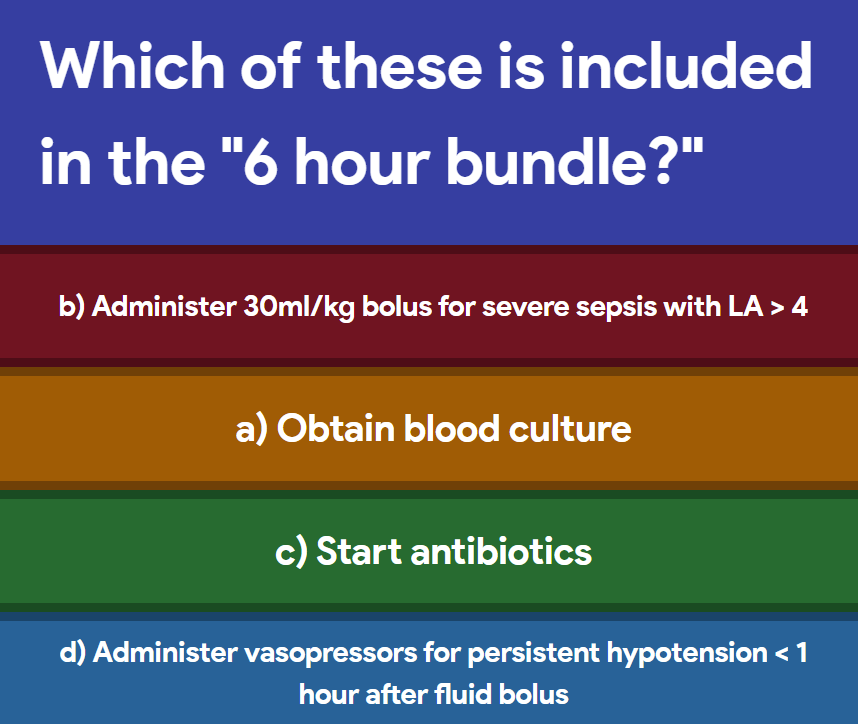 Which of these is included
in the "6 hour bundle?"
b) Administer 30ml/kg bolus for severe sepsis with LA > 4
a) Obtain blood culture
c) Start antibiotics
d) Administer vasopressors for persistent hypotension < 1
hour after fluid bolus